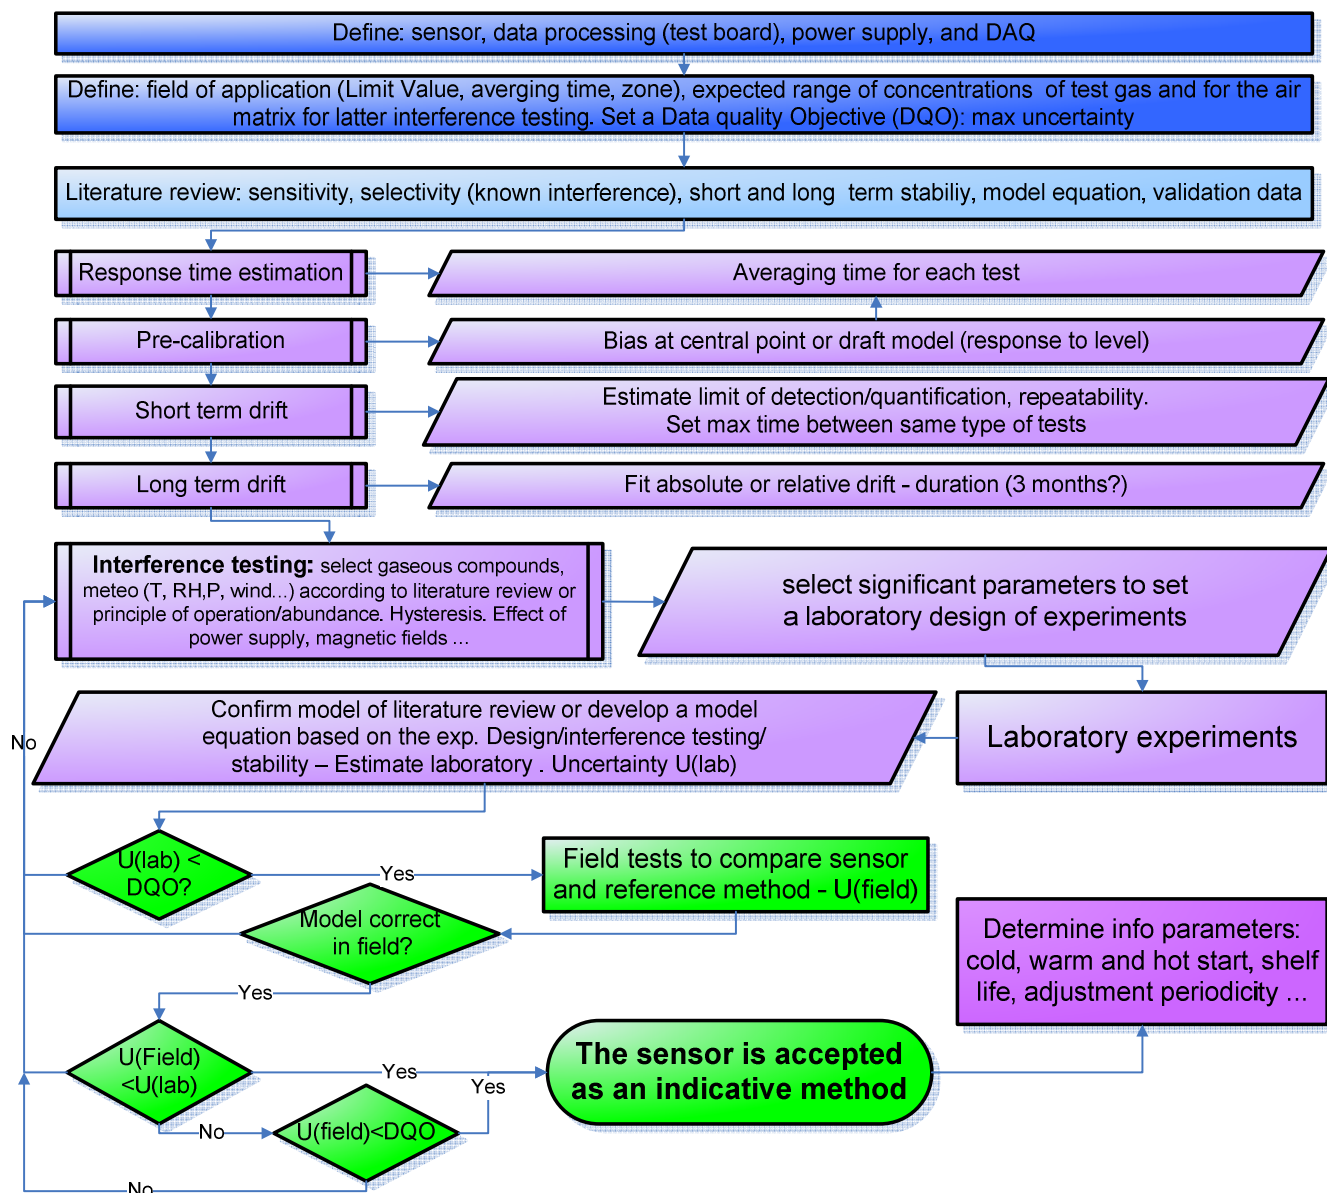 Define: sensor, data processing (test board), power supply, and DAQ
Define: field of application (Limit Value, averging time, zone), expected range of concentrations of test gas and for the air
matrix for latter interference testing. Set a Data quality Objective (DQO): max uncertainty
Literature review: sensitivity, selectivity (known interference), short and long term stabiliy, model equation, validation data
Response time estimation
Averaging time for each test
Pre-calibration
Bias at central point or draft model (response to level)
Short term drift
Estimate limit of detection/quantification, repeatability.
Set max time between same type of tests
Long term drift
Fit absolute or relative drift - duration (3 months?)
Interference testing: select gaseous compounds,
meteo (T, RH,P, wind...) according to literature review or
principle of operation/abundance. Hysteresis. Effect of
power supply, magnetic fields ...
select significant parameters to set
a laboratory design of experiments
Confirm model of literature review or develop a model
equation based on the exp. Design/interference testing/
stability – Estimate laboratory . Uncertainty U(lab)
Laboratory experiments
No
U(lab) <
DQO?
Yes
Field tests to compare sensor
and reference method - U(field)
Model correct
in field?
Determine info parameters:
cold, warm and hot start, shelf
life, adjustment periodicity ...
Yes
U(Field)
<U(lab)
Yes
The sensor is accepted
as an indicative method
Yes
No
U(field)<DQO
No